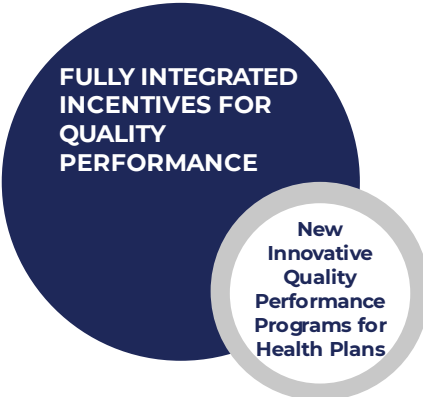 FULLY INTEGRATED
INCENTIVES FOR
QUALITY
PERFORMANCE
New
Innovative
Quality
Performance
Programs for
Health Plans